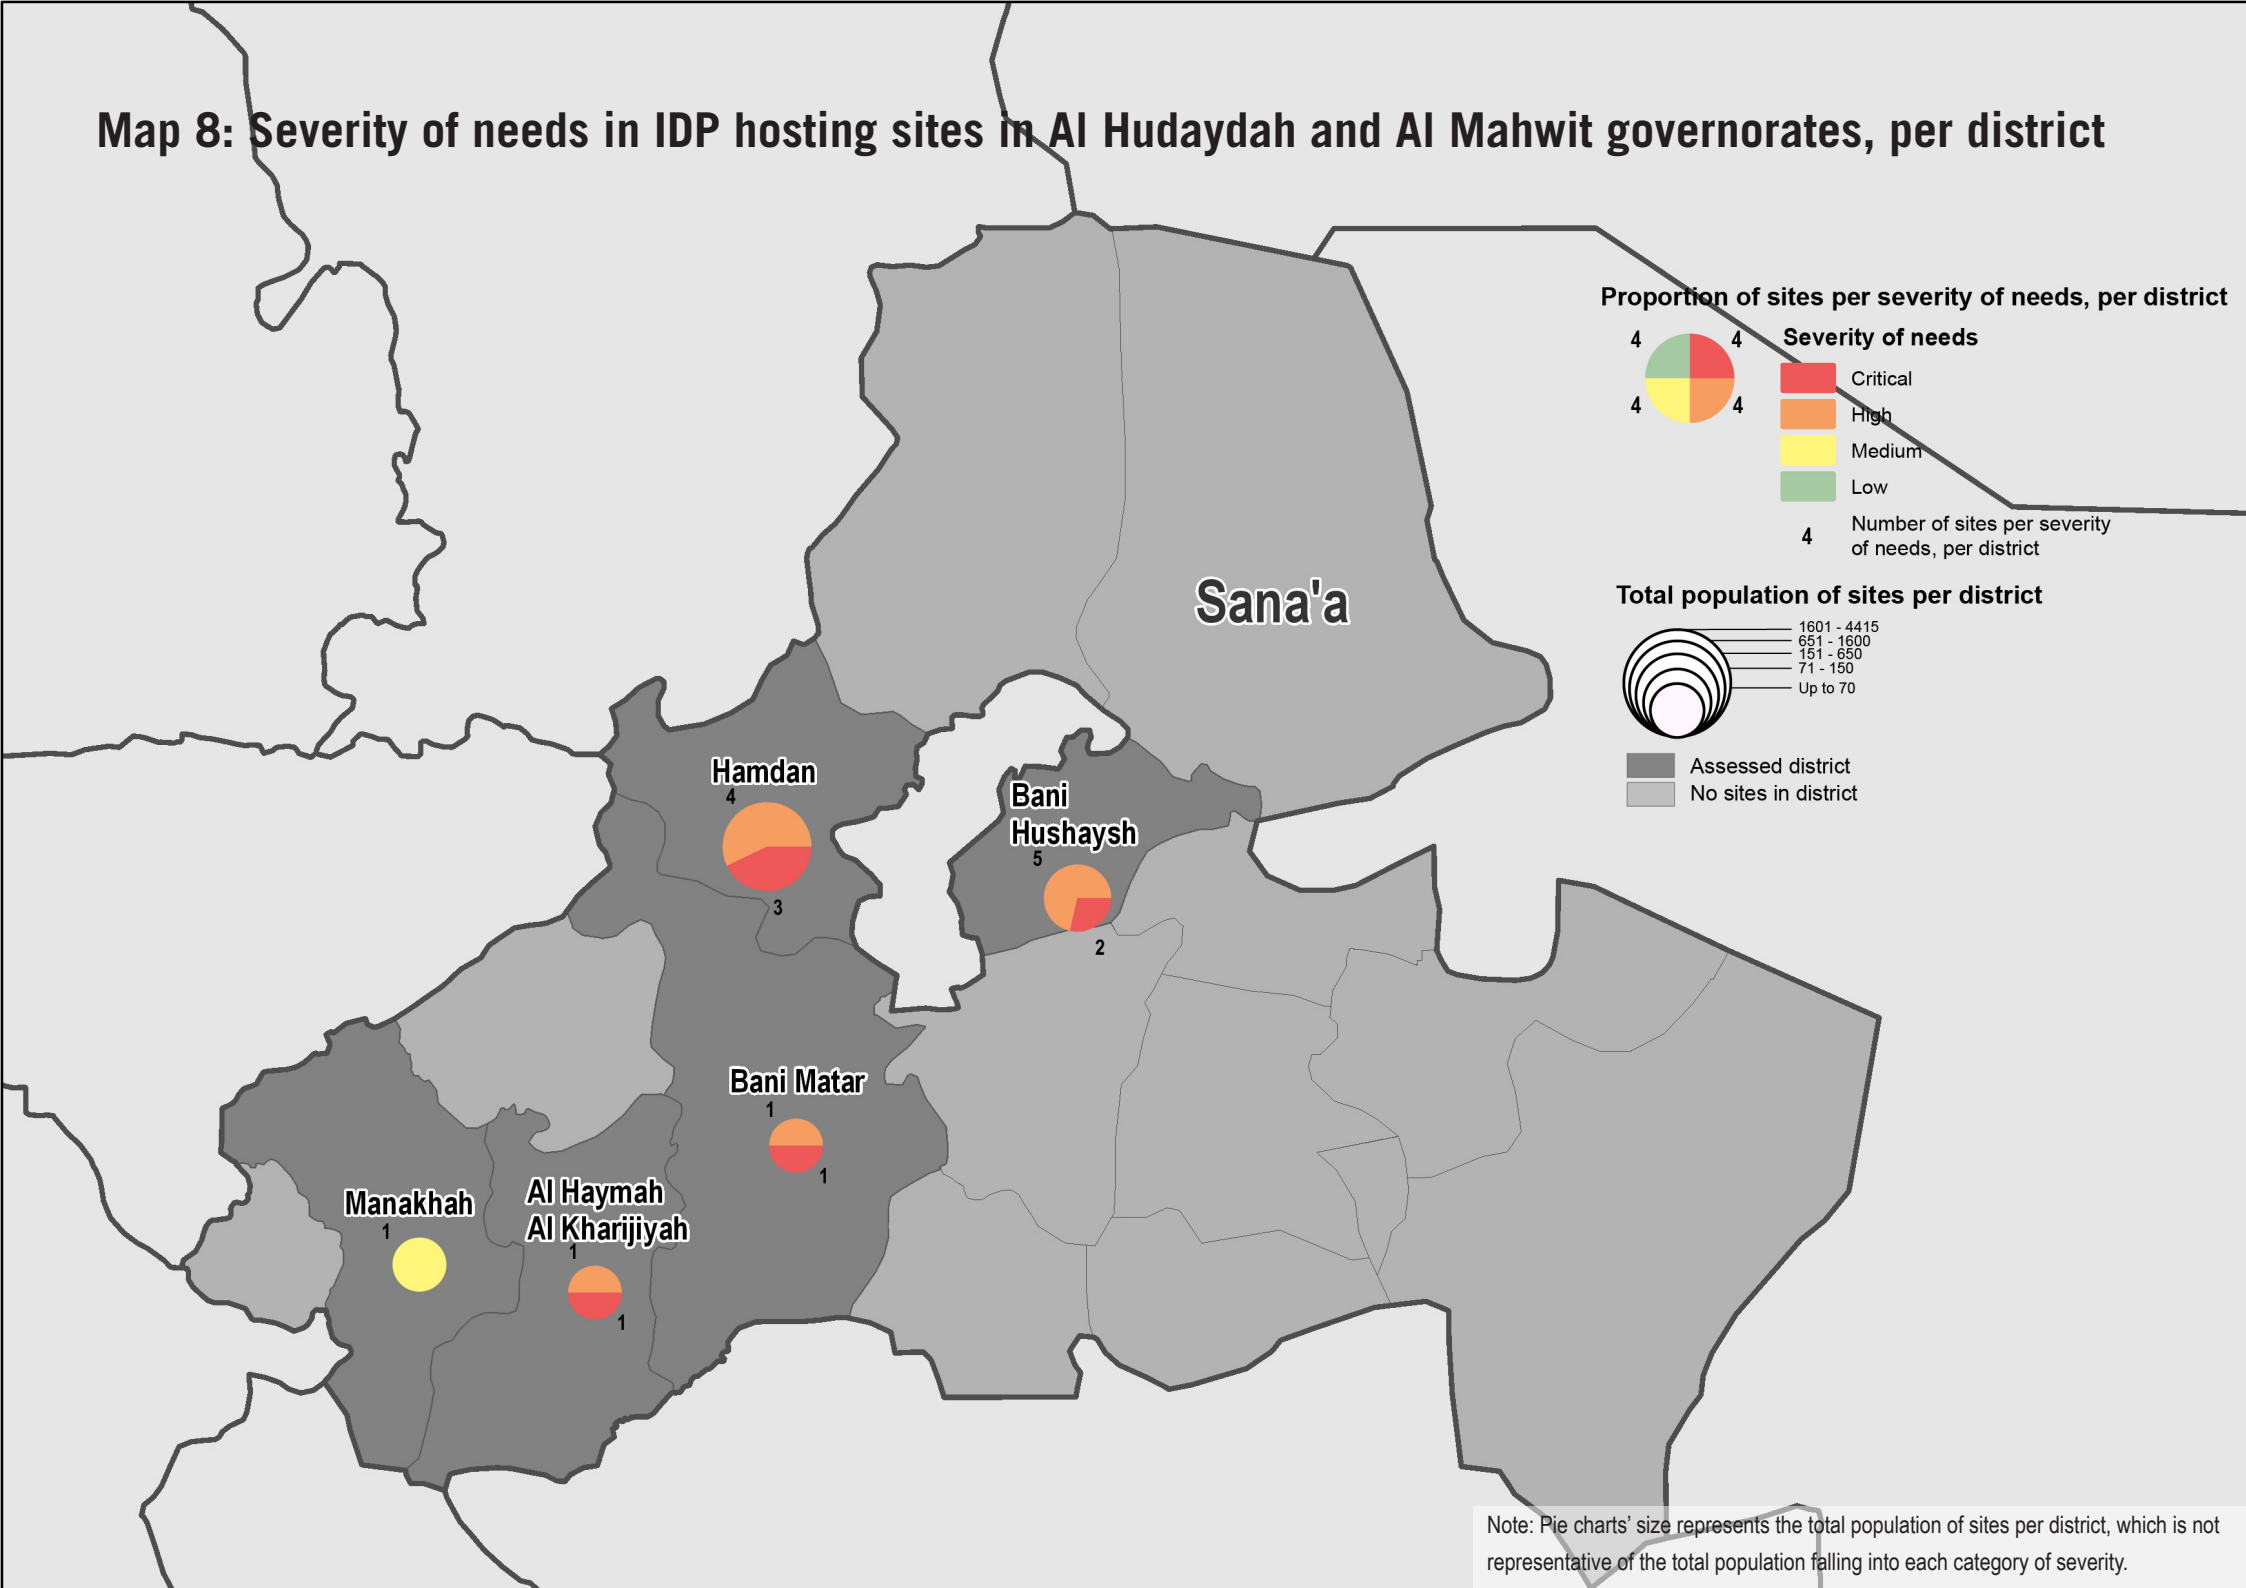 Map 8: Severity of needs in IDP hosting sites in Al Hudaydah and Al Mahwit governorates, per district
Proportion of sites per severity of needs, per district
4
4
4
4
Severity of needs
Critical
High
Medium
Low
4
Number of sites per severity
of needs, per district
Total population of sites per district
1601 - 4415
651 - 1600
151 - 650
71 - 150
Up to 70
Assessed district
No sites in district
Sana'a
Hamdan
4
3
Bani
Hushaysh
5
2
Bani Matar
1
1
Manakhah
1
Al Haymah
Al Kharijiyah
1
1
Note: Pie charts’ size represents the total population of sites per district, which is not
representative of the total population falling into each category of severity.